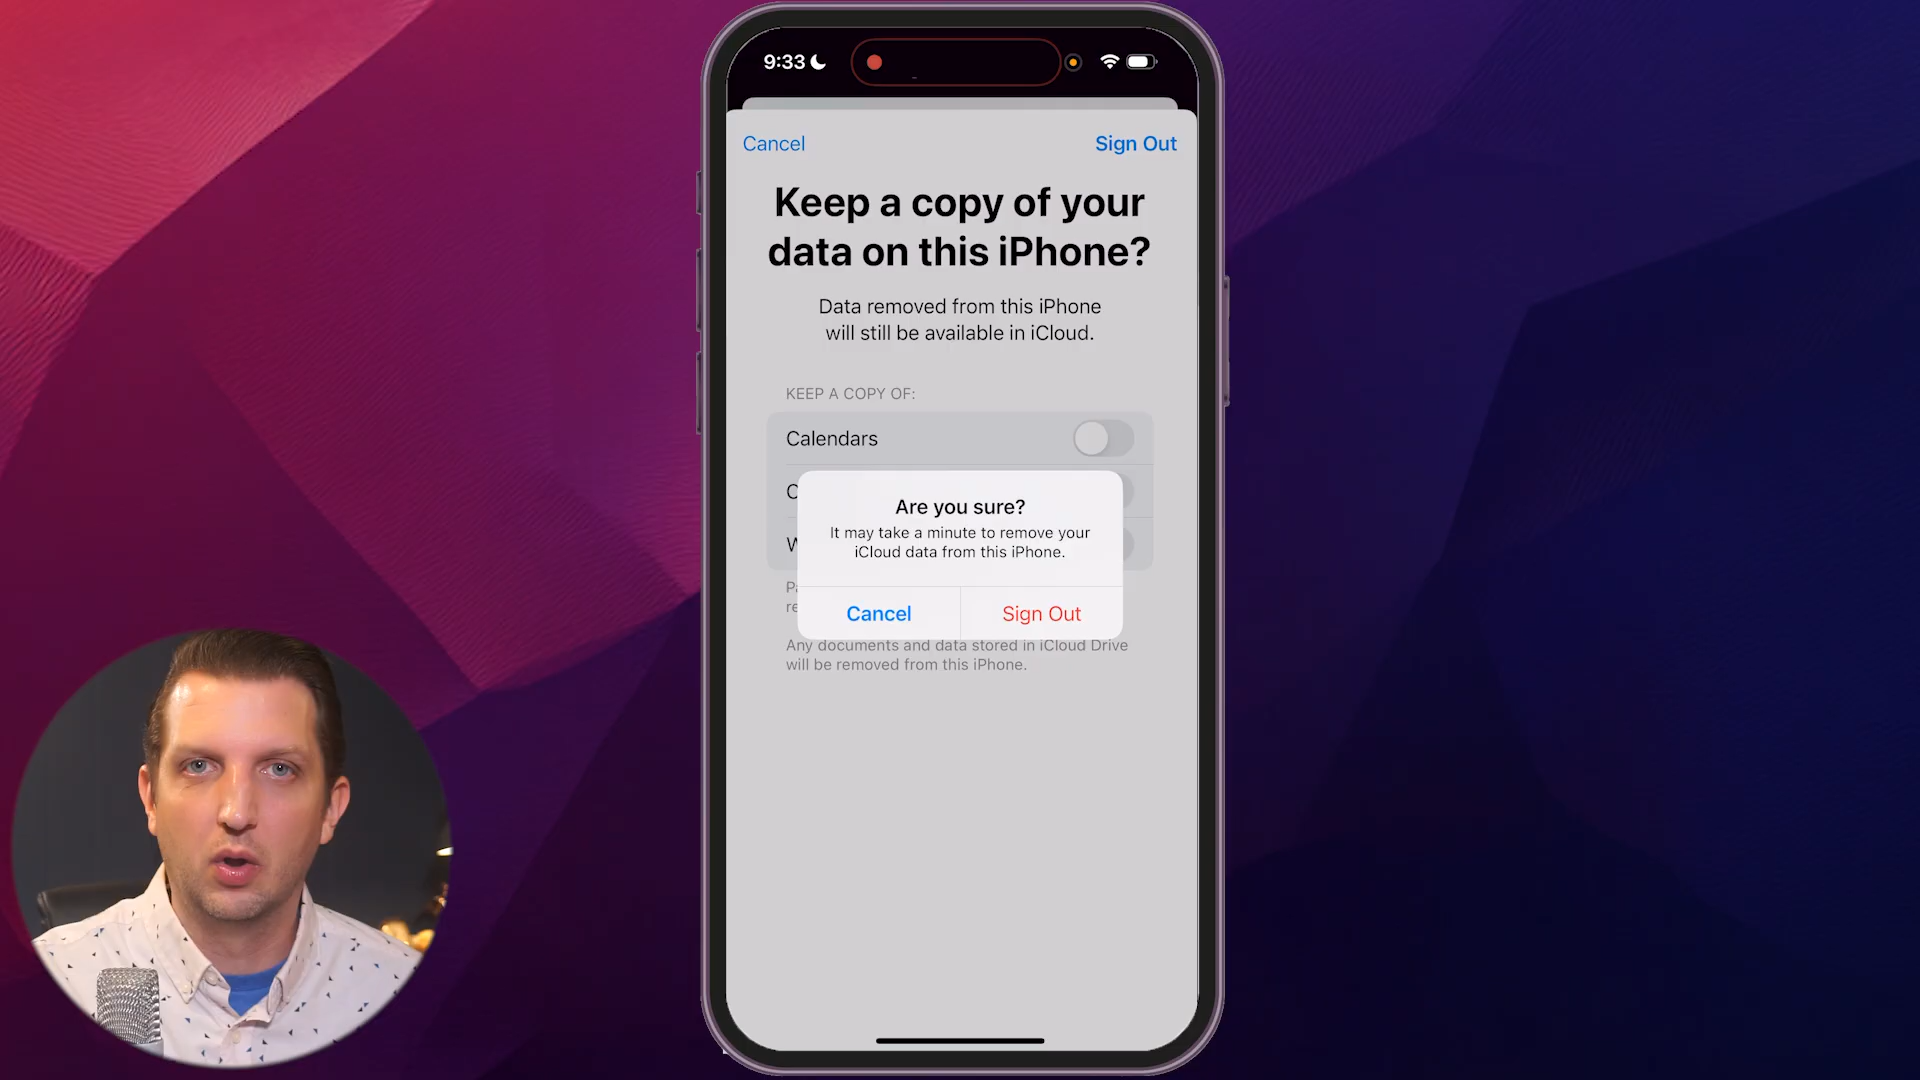 9:33
Cancel
Sign Out
Keep a copy of your
data on this iPhone?
Data removed from this iPhone
will still be available in iCloud.
KEEP A COPY OF:
Calendars
Are you sure?
It may take a minute to remove your
iCloud data from this iPhone.
Cancel
Sign Out
Any documents and data stored in iCloud Drive
will be removed from this iPhone.